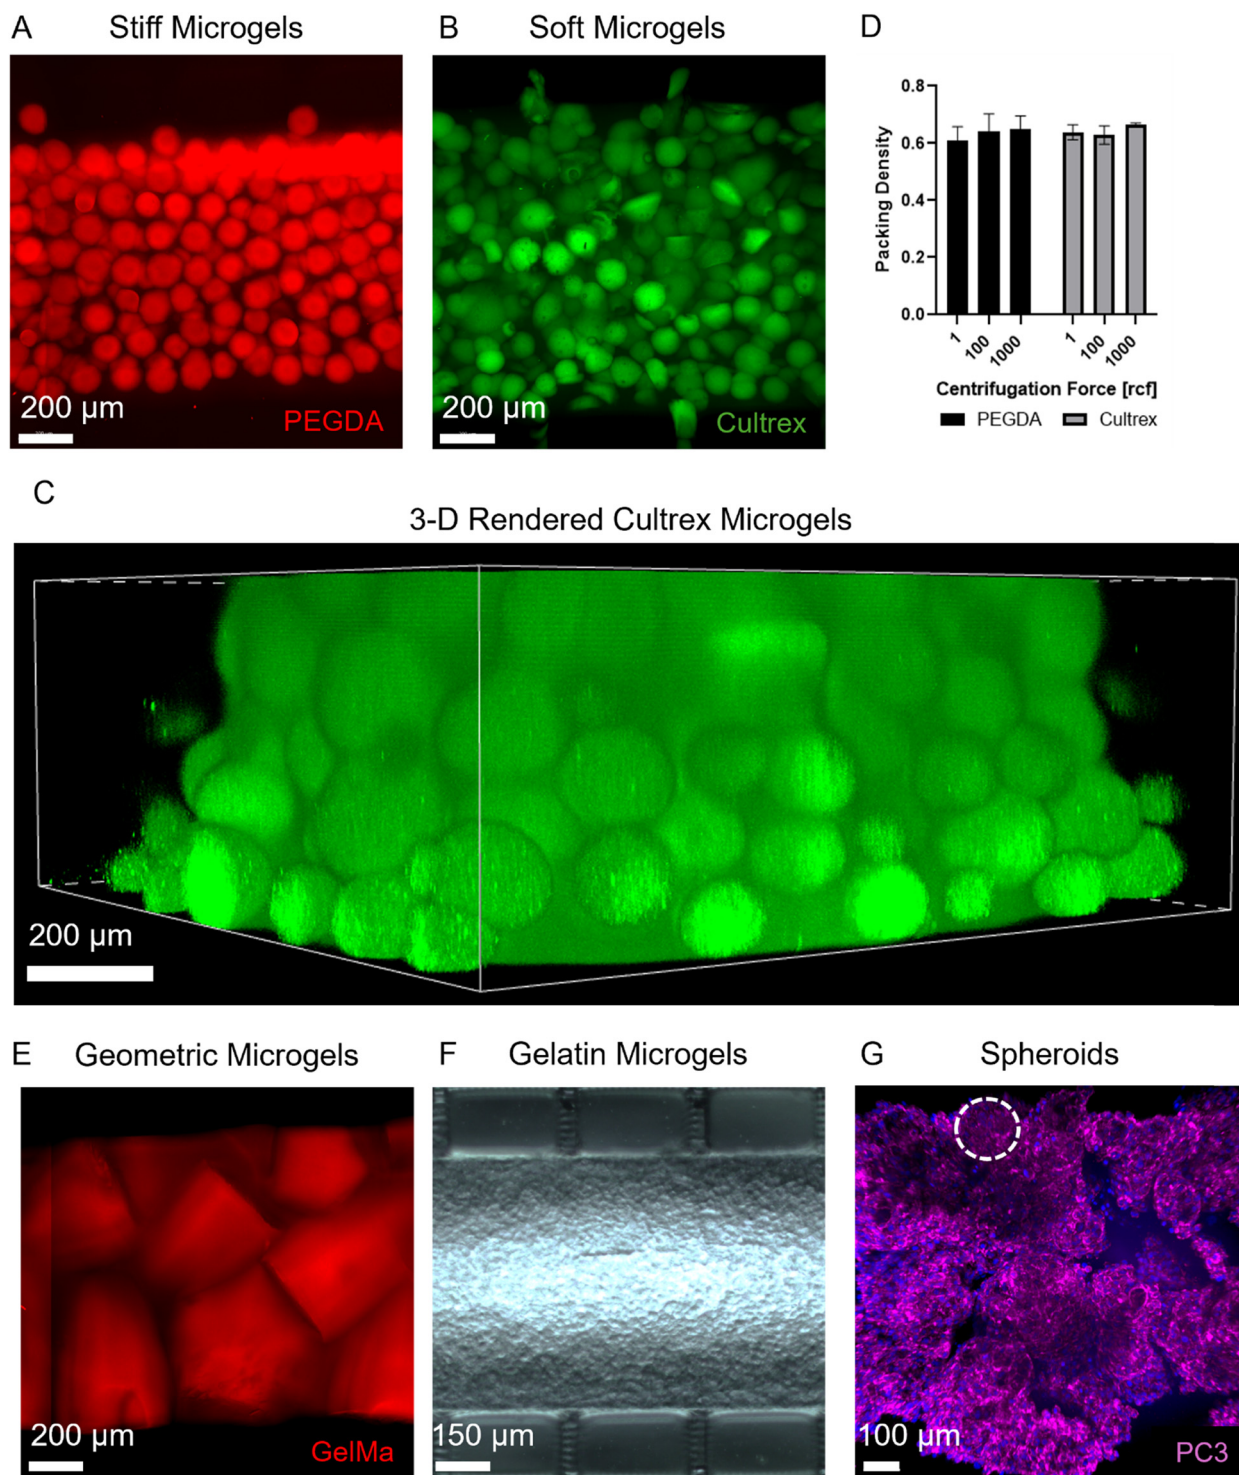 A Stiff Microgels
B Soft Microgels
D
200 µm
PEGDA
200 µm
Cultrex
0.8
0.6
0.4
0.2
0.0
Packing Density
1
100
1000
1
100
1000
Centrifugation Force [rcf]
PEGDA
Cultrex
C
3-D Rendered Cultrex Microgels
200 µm
E Geometric Microgels
F Gelatin Microgels
G Spheroids
200 µm
GelMa
150 µm
100 µm
PC3